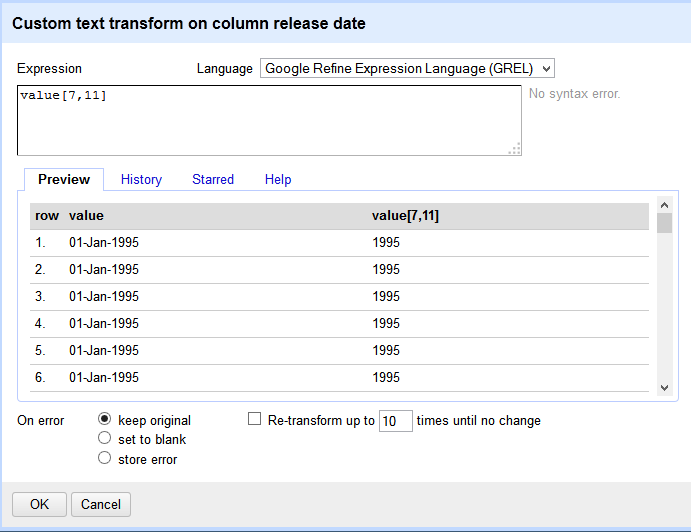 Custom text transform on column release date
Expression Language Google Refine Expression Language (GREL)
value[7,11] No syntax error.
Preview History Starred Help
row value value[7,11]
1. 01-Jan-1995 1995
2. 01-Jan-1995 1995
3. 01-Jan-1995 1995
4. 01-Jan-1995 1995
5. 01-Jan-1995 1995
6. 01-Jan-1995 1995
On error keep original Re-transform up to 10 times until no change
set to blank
store error
OK Cancel